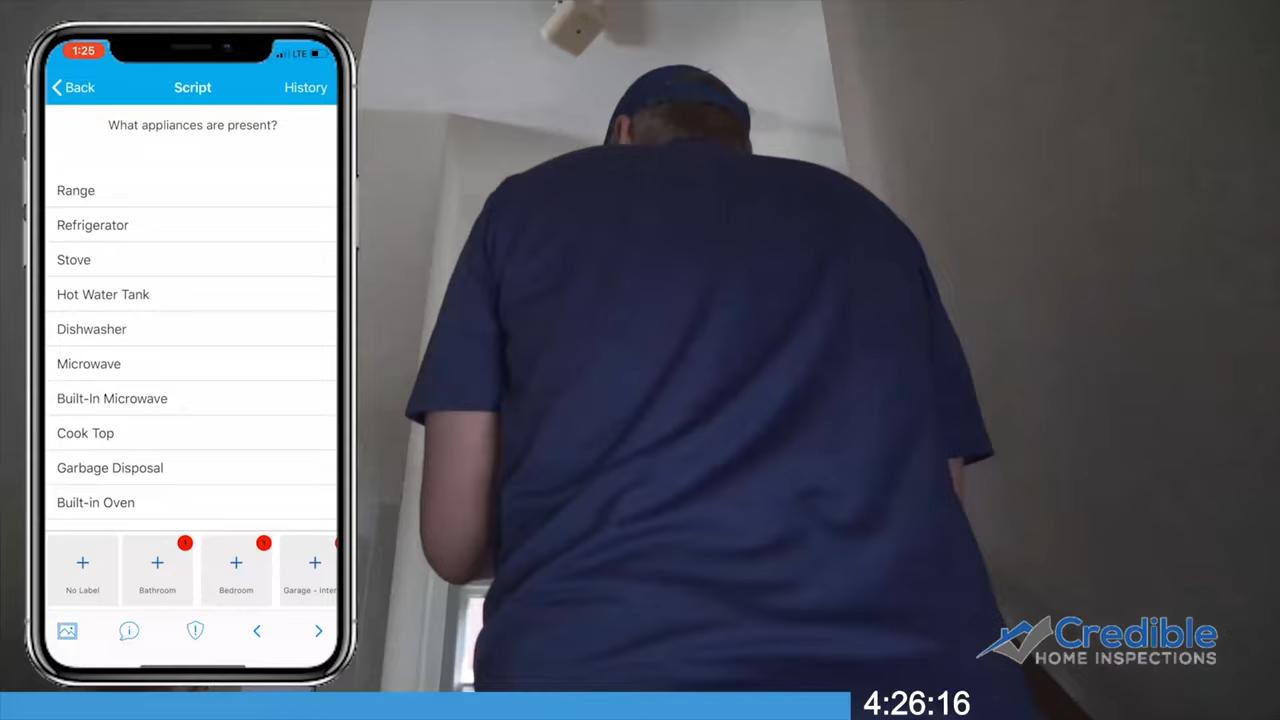 1:25
LTE
Back
Script
History
What appliances are present?
Range
Refrigerator
Stove
Hot Water Tank
Dishwasher
Microwave
Built-In Microwave
Cook Top
Garbage Disposal
Built-in Oven
No Label
Bathroom
Bedroom
Garage - Inter
Credible
HOME INSPECTIONS
4:26:16